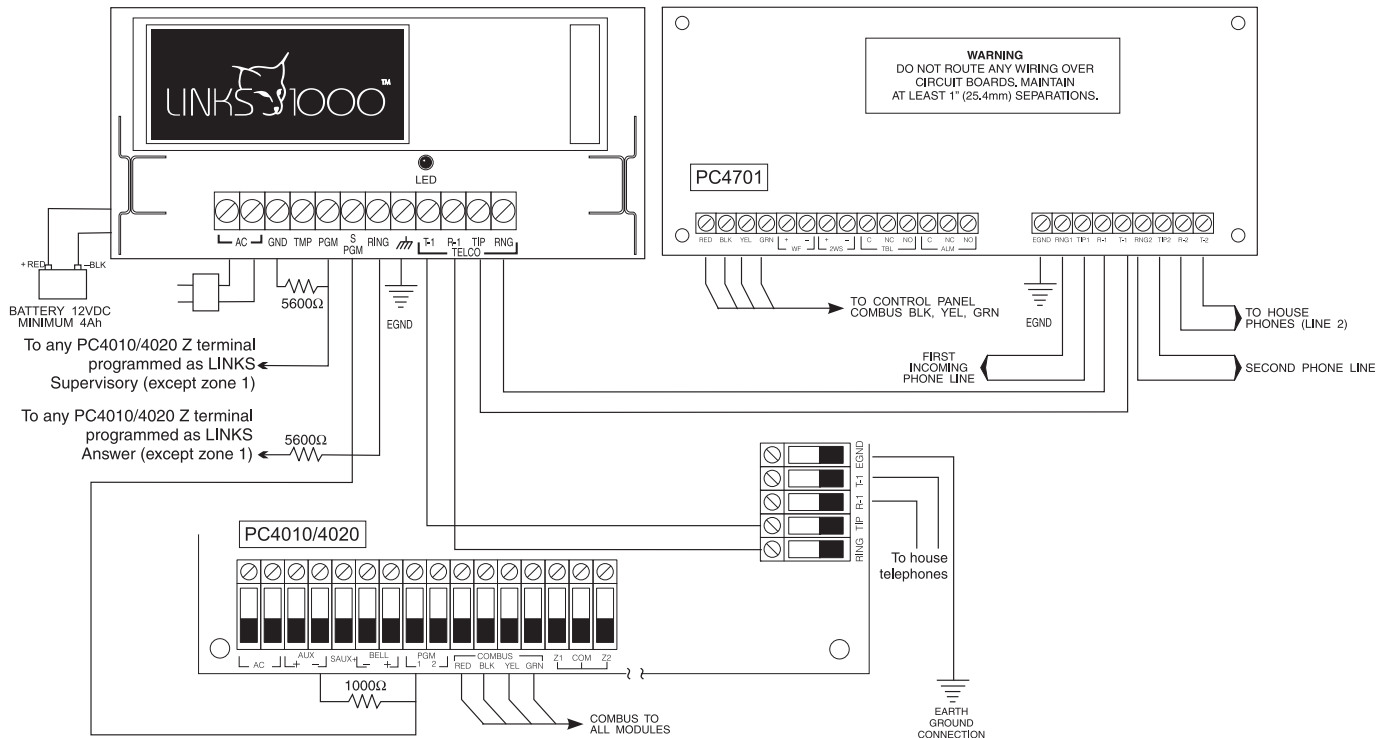 LINKS 1000™
LED
AC GND TMP PGM S PGM RING T-1 R-1 TIP RNG
TELCO
+RED –BLK
BATTERY 12VDC
MINIMUM 4Ah
5600Ω
EGND
To any PC4010/4020 Z terminal
programmed as LINKS
Supervisory (except zone 1)
To any PC4010/4020 Z terminal
programmed as LINKS
Answer (except zone 1)
5600Ω
WARNING
DO NOT ROUTE ANY WIRING OVER
CIRCUIT BOARDS. MAINTAIN
AT LEAST 1" (25.4mm) SEPARATIONS.
PC4701
RED BLK YEL GRN + – + – C NC NO C NC NO
WF 2WS TBL ALM
EGND RNG1 TIP1 R-1 T-1 RNG2 TIP2 R-2 T-2
TO CONTROL PANEL
COMBUS BLK, YEL, GRN
EGND
TO HOUSE
PHONES (LINE 2)
FIRST
INCOMING
PHONE LINE
SECOND PHONE LINE
EGND
T-1
R-1
TIP
RING
To house
telephones
PC4010/4020
AC AUX + – SAUX+ BELL – + PGM 1 2 COMBUS RED BLK YEL GRN Z1 COM Z2
1000Ω
COMBUS TO
ALL MODULES
EARTH
GROUND
CONNECTION